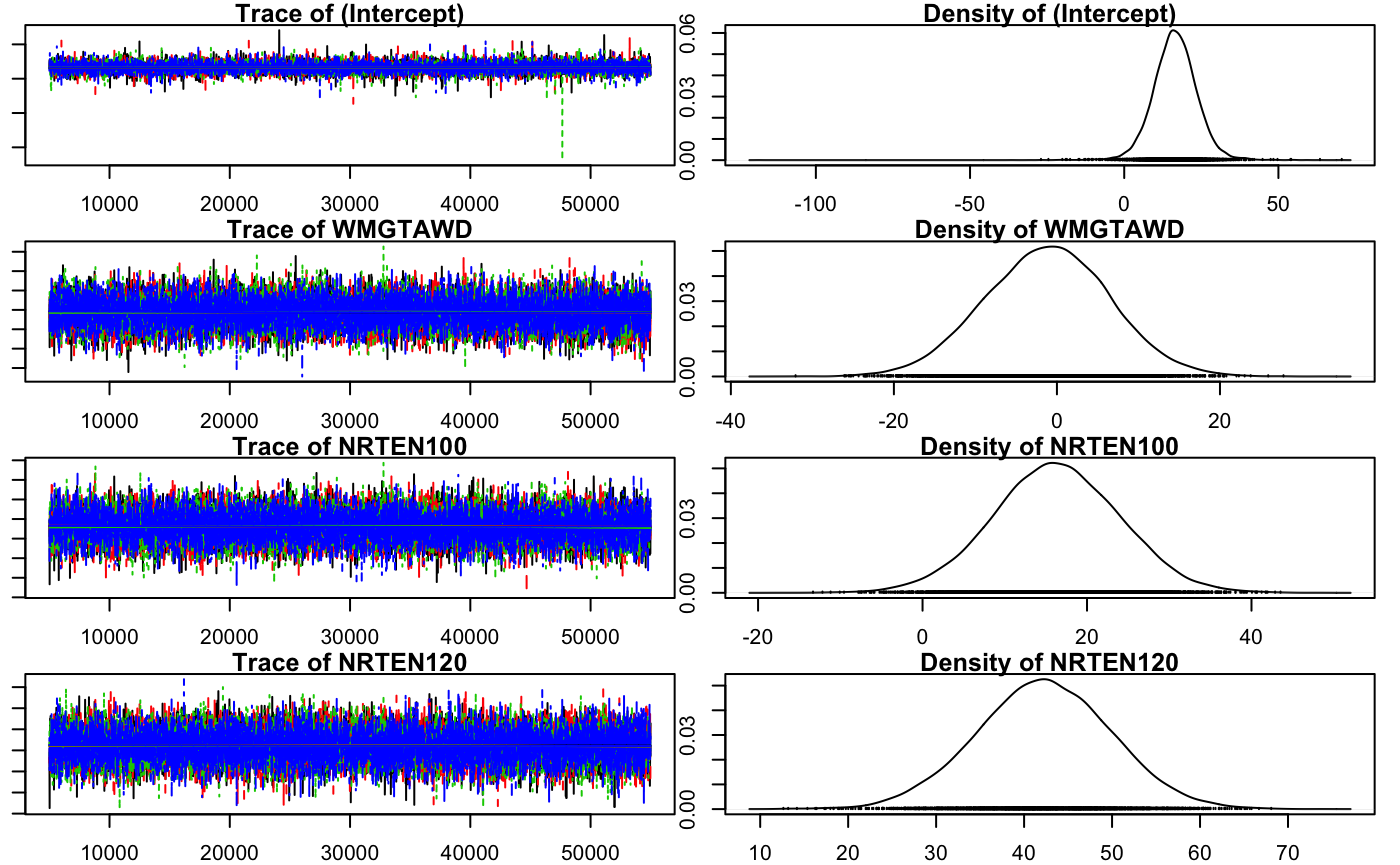 Trace of (Intercept)
10000 20000 30000 40000 50000
Density of (Intercept)
0.00 0.03 0.06
-100 -50 0 50
Trace of WMGTAWD
10000 20000 30000 40000 50000
Density of WMGTAWD
0.00 0.03
-40 -20 0 20
Trace of NRTEN100
10000 20000 30000 40000 50000
Density of NRTEN100
0.00 0.03
-20 0 20 40
Trace of NRTEN120
10000 20000 30000 40000 50000
Density of NRTEN120
0.00 0.03
10 20 30 40 50 60 70